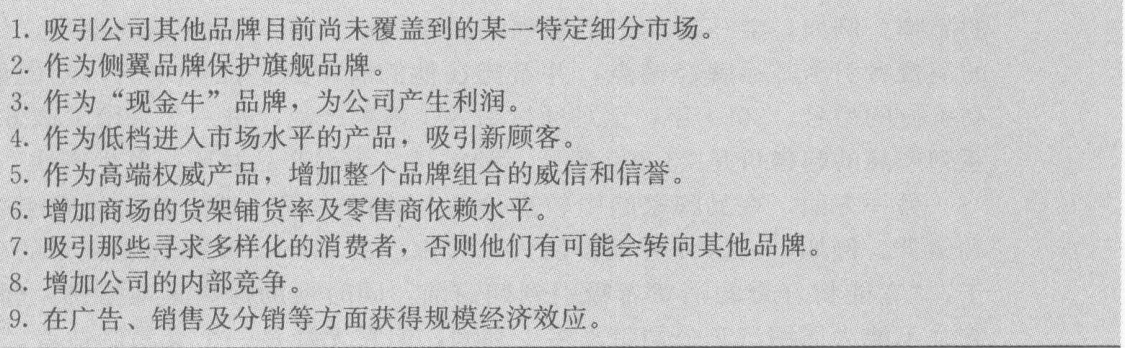 1. 吸引公司其他品牌目前尚未覆盖到的某一特定细分市场。
2. 作为侧翼品牌保护旗舰品牌。
3. 作为“现金牛”品牌，为公司产生利润。
4. 作为低档进入市场水平的产品，吸引新顾客。
5. 作为高端权威产品，增加整个品牌组合的威信和信誉。
6. 增加商场的货架铺货率及零售商依赖水平。
7. 吸引那些寻求多样化的消费者，否则他们有可能会转向其他品牌。
8. 增加公司的内部竞争。
9. 在广告、销售及分销等方面获得规模经济效应。